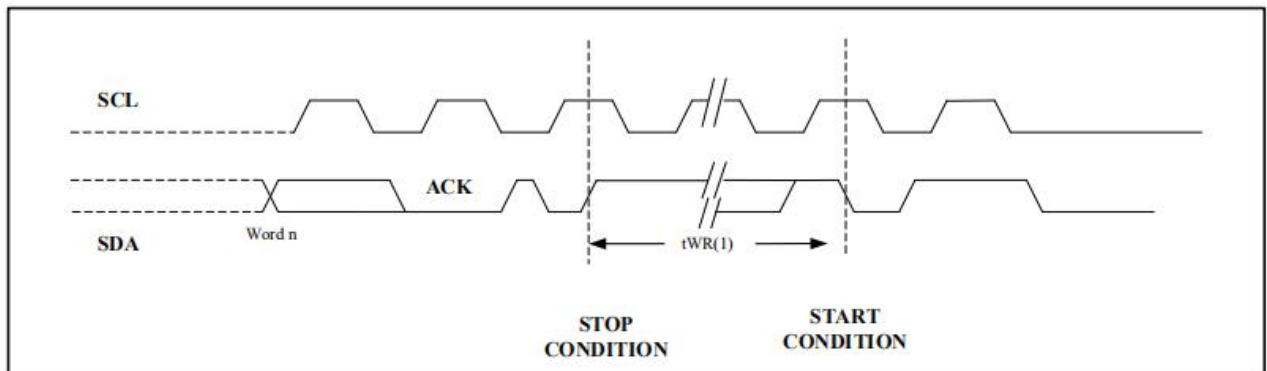 SCL
ACK
Word n
SDA
tWR(1)
STOP
CONDITION
START
CONDITION